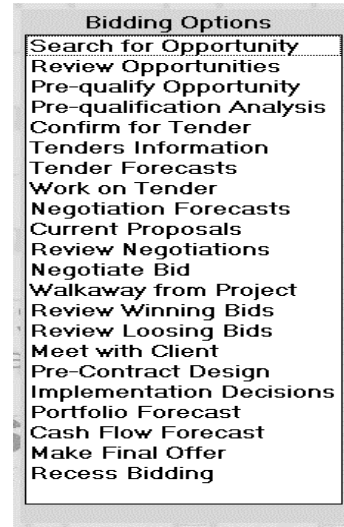 Bidding Options
Search for Opportunity
Review Opportunities
Pre-qualify Opportunity
Pre-qualification Analysis
Confirm for Tender
Tenders Information
Tender Forecasts
Work on Tender
Negotiation Forecasts
Current Proposals
Review Negotiations
Negotiate Bid
Walkaway from Project
Review Winning Bids
Review Loosing Bids
Meet with Client
Pre-Contract Design
Implementation Decisions
Portfolio Forecast
Cash Flow Forecast
Make Final Offer
Recess Bidding